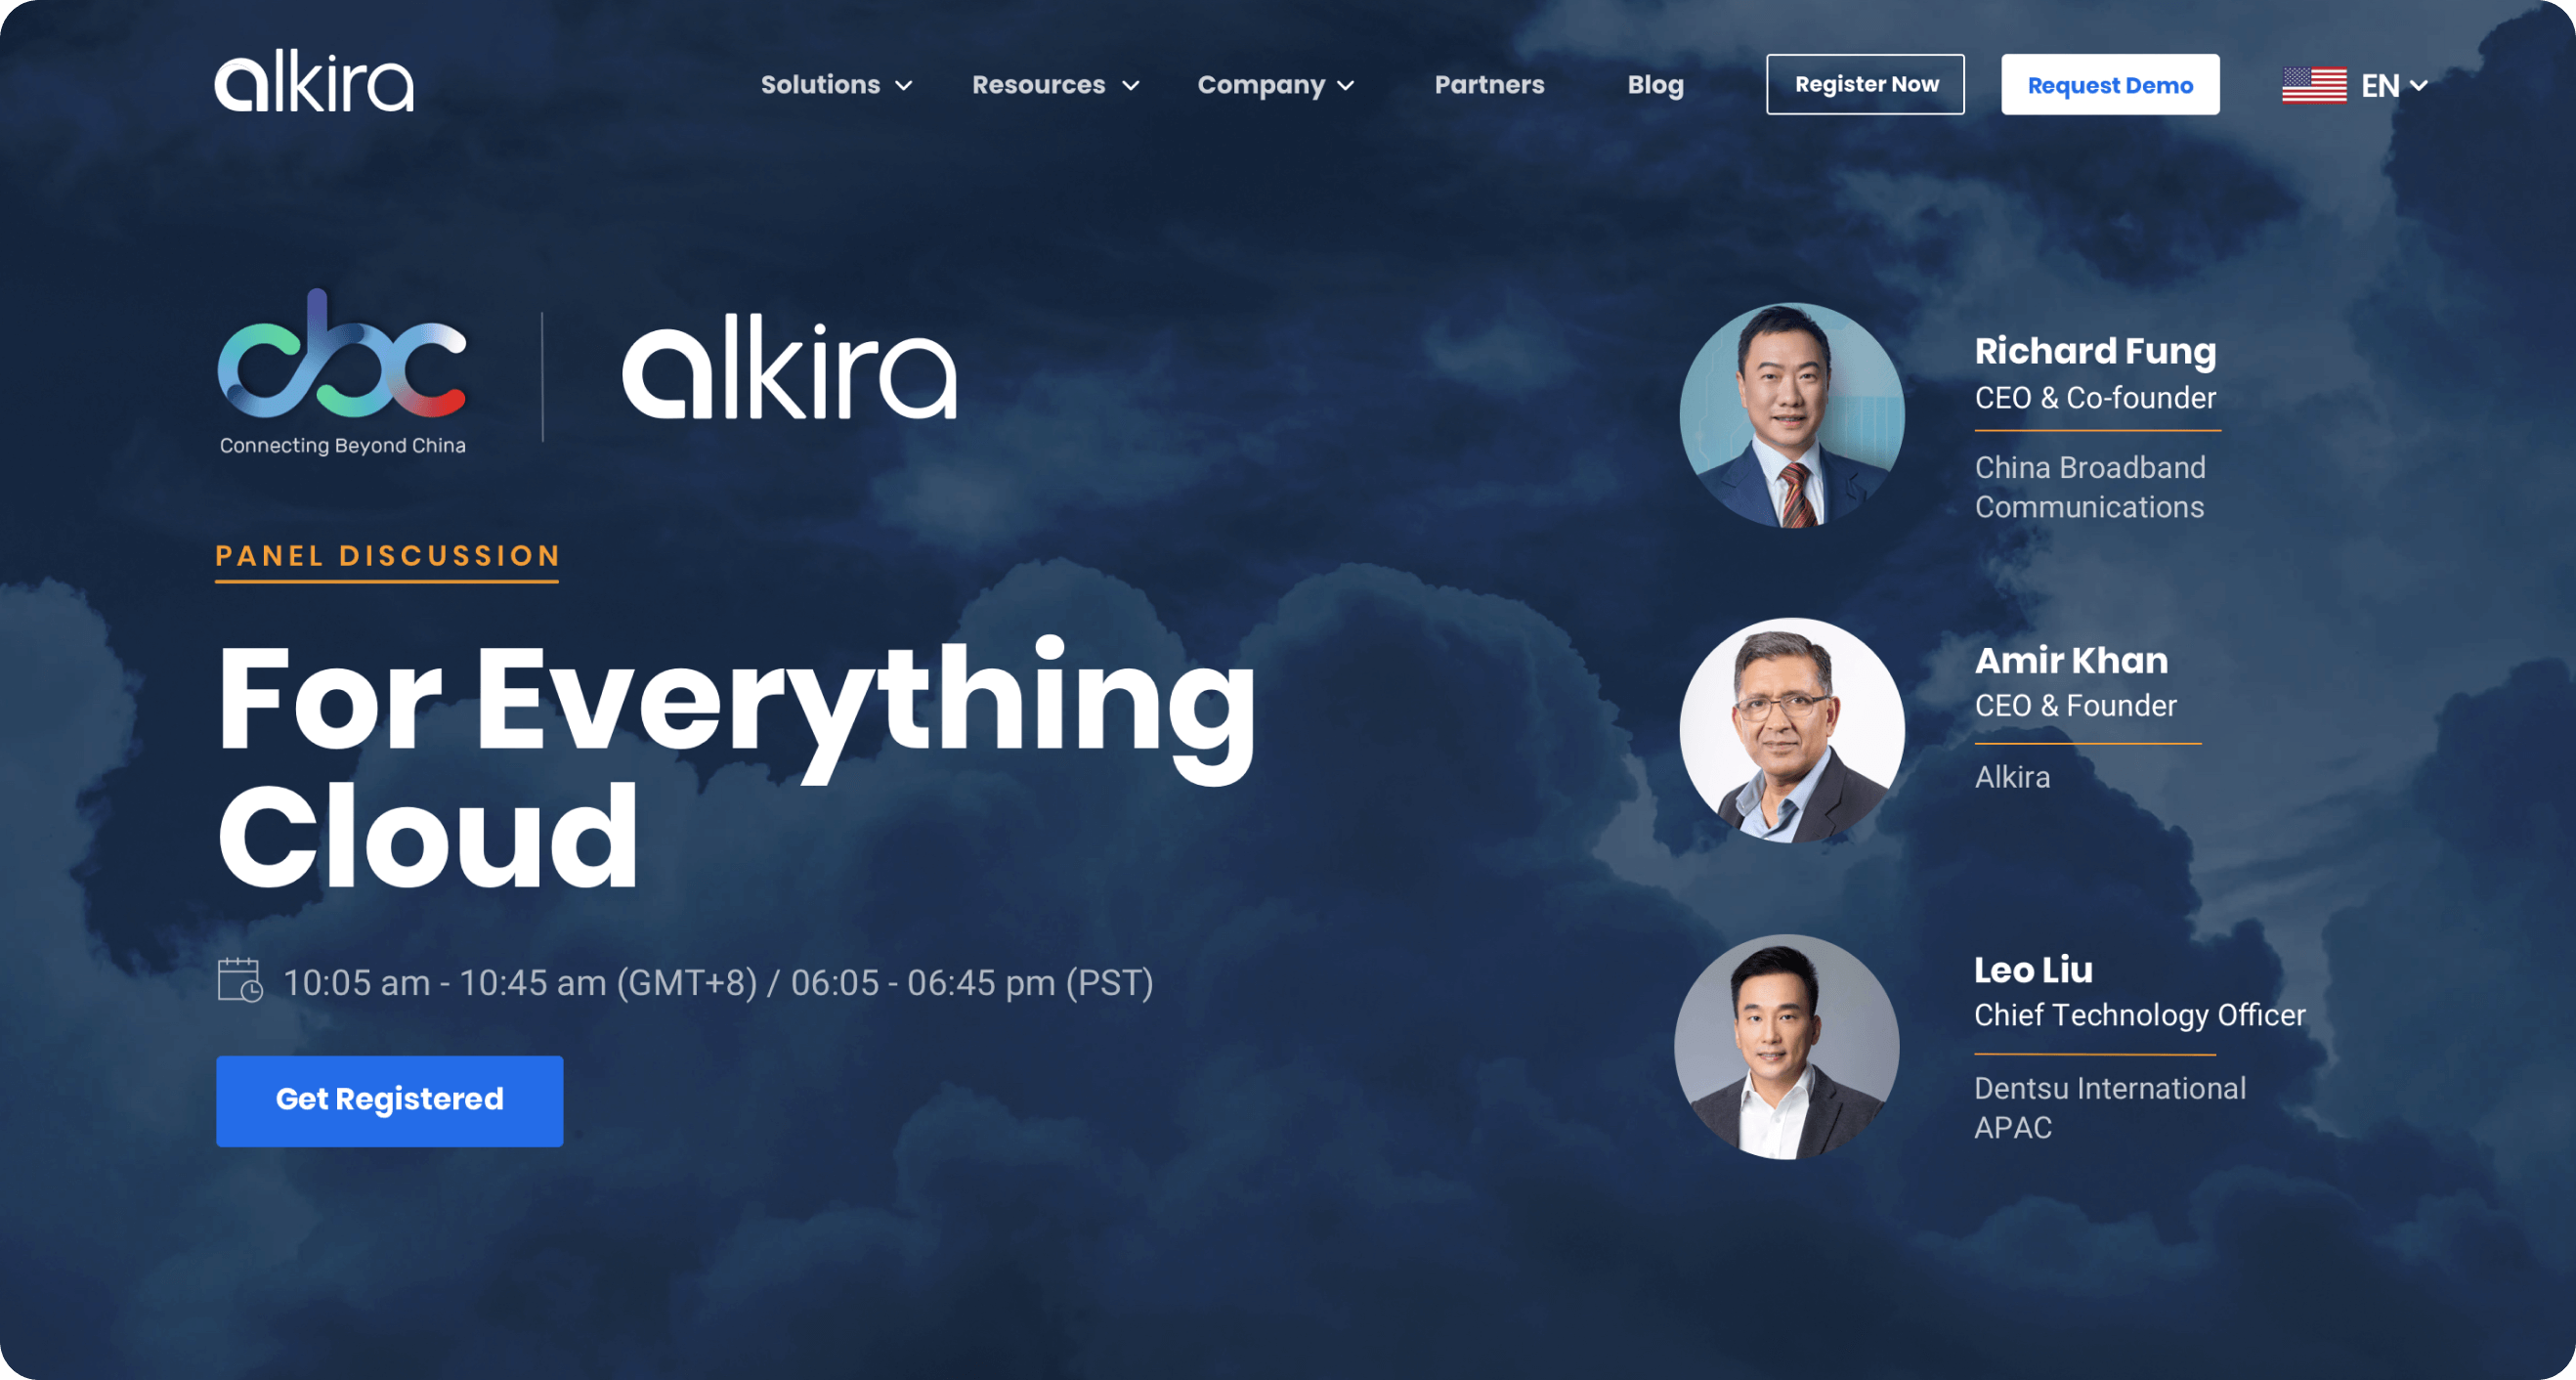 alkira
Solutions
Resources
Company
Partners
Blog
Register Now
Request Demo
EN
cbc
Connecting Beyond China
alkira
PANEL DISCUSSION
For Everything
Cloud
10:05 am - 10:45 am (GMT+8) / 06:05 - 06:45 pm (PST)
Get Registered
Richard Fung
CEO & Co-founder
China Broadband
Communications
Amir Khan
CEO & Founder
Alkira
Leo Liu
Chief Technology Officer
Dentsu International
APAC